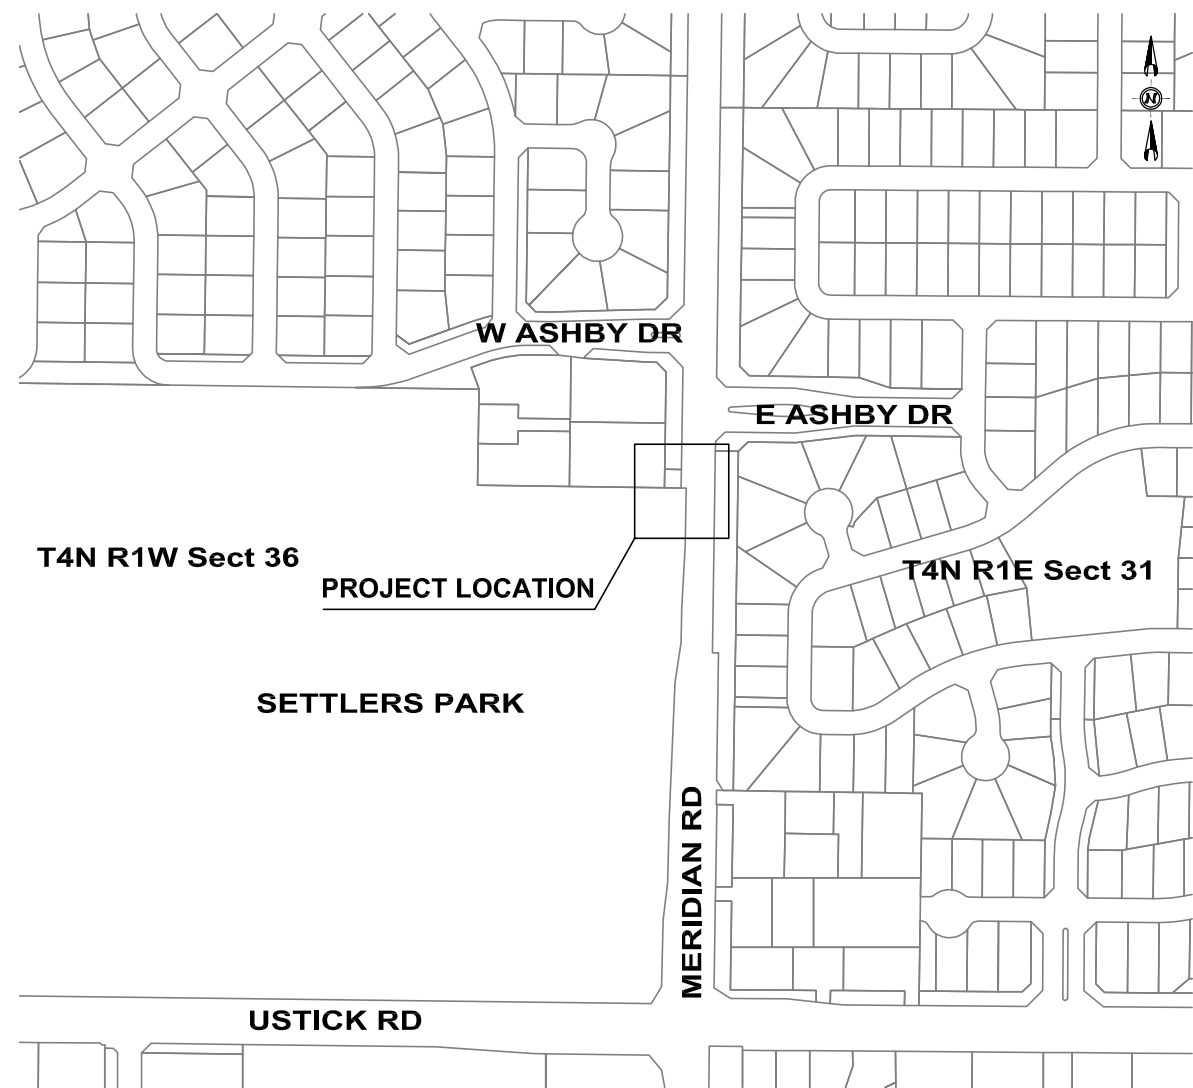 N
W ASHBY DR
E ASHBY DR
T4N R1W Sect 36
T4N R1E Sect 31
PROJECT LOCATION
SETTLERS PARK
MERIDIAN RD
USTICK RD